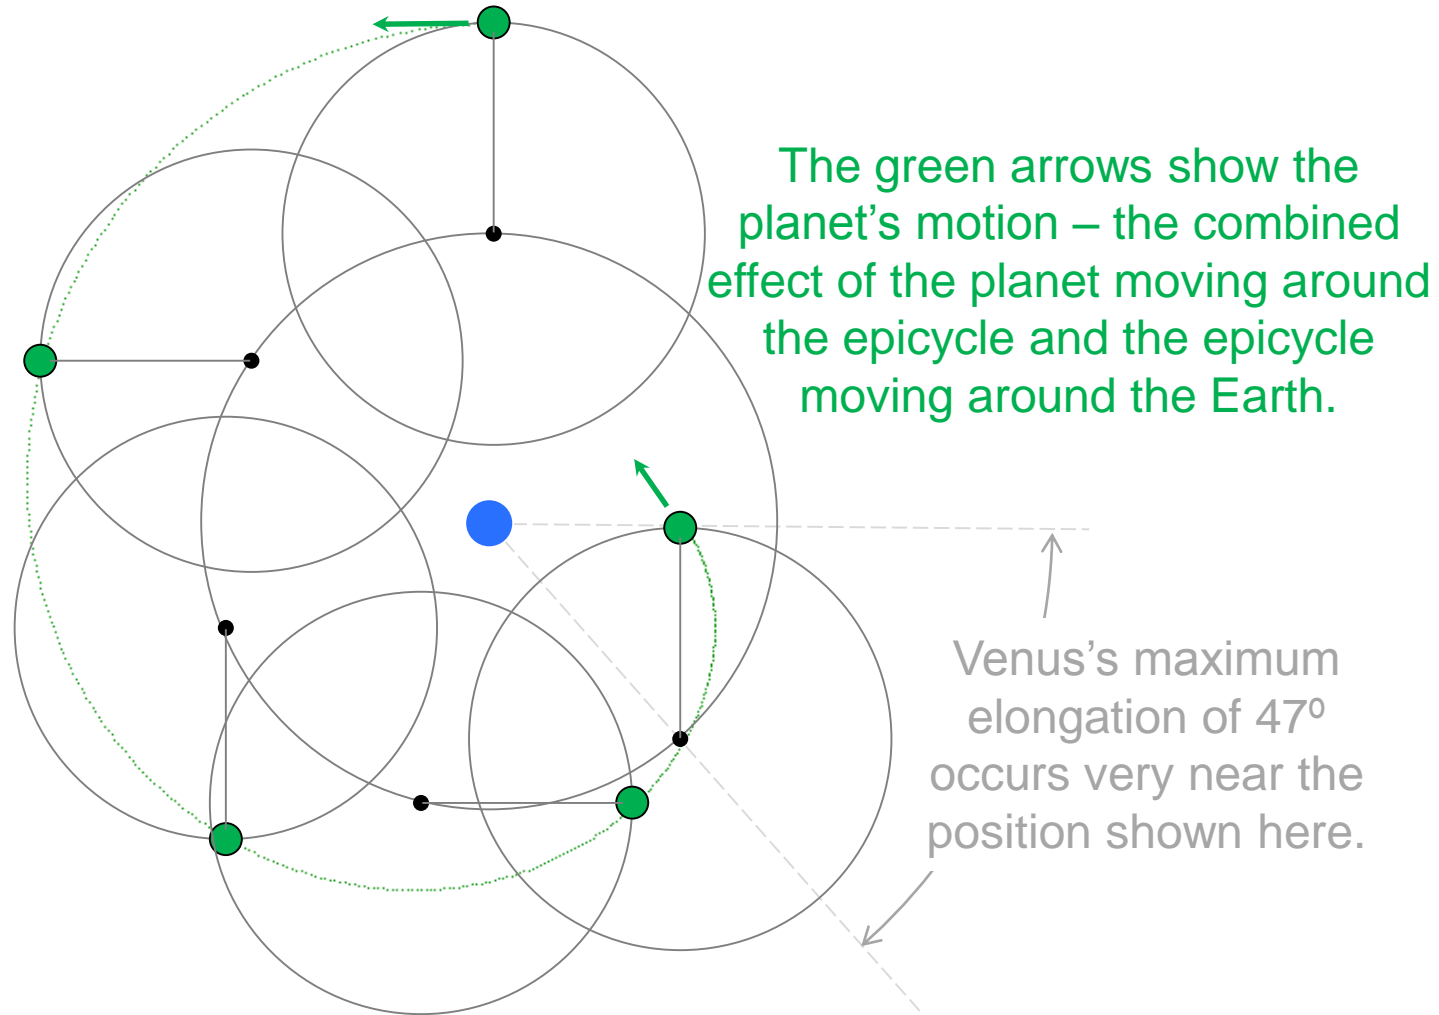 The green arrows show the
planet’s motion – the combined
effect of the planet moving around
the epicycle and the epicycle
moving around the Earth.
Venus’s maximum
elongation of 47⁰
occurs very near the
position shown here.